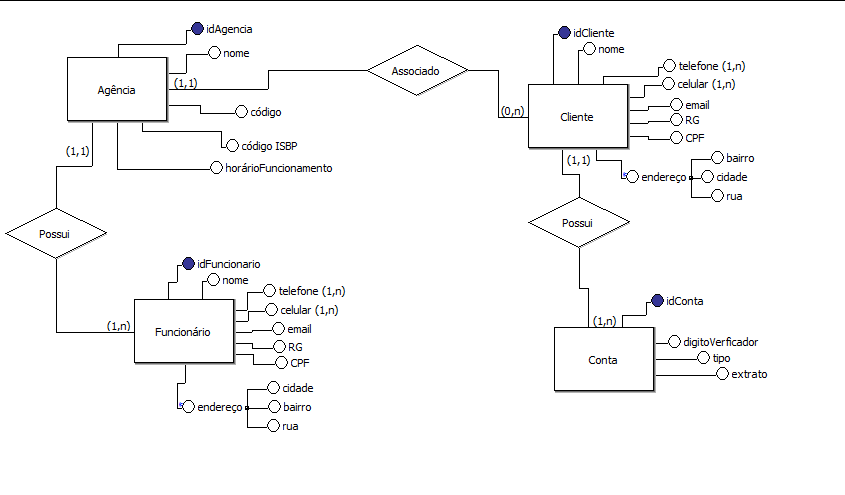 idAgencia
nome
Agência
(1,1)
código
código ISBP
horárioFuncionamento
(1,1)
Associado
(0,n)
idCliente
nome
telefone (1,n)
celular (1,n)
Cliente
email
RG
CPF
(1,1)
endereço
bairro
cidade
rua
Possui
Possui
(1,n)
idFuncionario
nome
telefone (1,n)
celular (1,n)
Funcionário
email
RG
CPF
endereço
cidade
bairro
rua
(1,n)
idConta
Conta
digitoVerficador
tipo
extrato